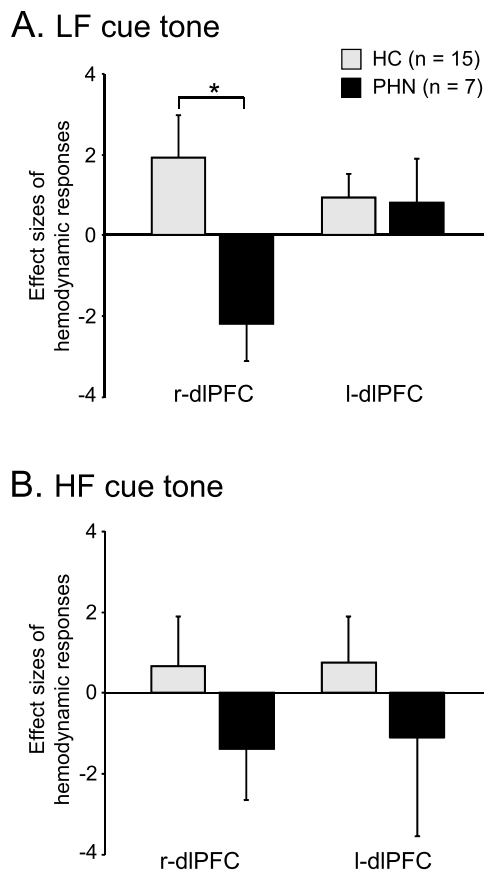 A. LF cue tone
HC (n = 15)
PHN (n = 7)
*
4
2
0
-2
-4
Effect sizes of
hemodynamic responses
r-dlPFC
l-dlPFC
B. HF cue tone
4
2
0
-2
-4
Effect sizes of
hemodynamic responses
r-dlPFC
l-dlPFC